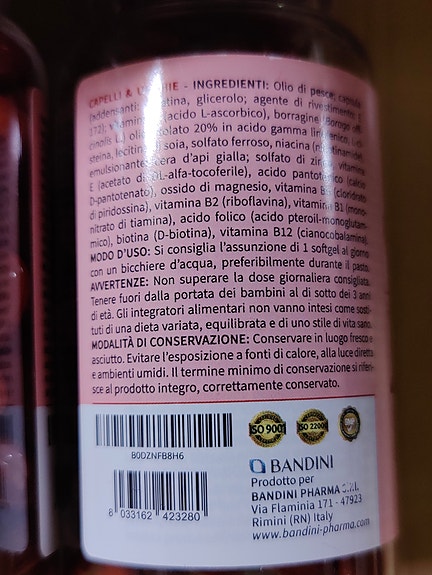 CAPELLI & UNGHIE - INGREDIENTI: Olio di pesce; capsula
(addensanti: gelatina, glicerolo; agente di rivestimento: E
172); vitamina C (acido L-ascorbico), borragine (Borago offi-
cinalis L.) olio titolato 20% in acido gamma linolenico, L-ci-
steina, lecitina di soia, solfato ferroso, niacina (nicotinamide),
emulsionante: cera d'api gialla; solfato di zinco, vitamina
E (acetato di DL-alfa-tocoferile), acido pantotenico (calcio
D-pantotenato), ossido di magnesio, vitamina B6 (cloridrato
di piridossina), vitamina B2 (riboflavina), vitamina B1 (mono-
nitrato di tiamina), acido folico (acido pteroil-monoglutam-
mico), biotina (D-biotina), vitamina B12 (cianocobalamina).
MODO D'USO: Si consiglia l'assunzione di 1 softgel al giorno
con un bicchiere d'acqua, preferibilmente durante il pasto.
AVVERTENZE: Non superare la dose giornaliera consigliata.
Tenere fuori dalla portata dei bambini al di sotto dei 3 anni
di età. Gli integratori alimentari non vanno intesi come sosti-
tuti di una dieta variata, equilibrata e di uno stile di vita sano.
MODALITÀ DI CONSERVAZIONE: Conservare in luogo fresco e
asciutto. Evitare l'esposizione a fonti di calore, alla luce diretta
e ambienti umidi. Il termine minimo di conservazione si riferi-
sce al prodotto integro, correttamente conservato.
B0DZNFB8H6
ISO 9001
ISO 22000
BANDINI
Prodotto per
BANDINI PHARMA S.r.l.
Via Flaminia 171 - 47923
Rimini (RN) Italy
www.bandini-pharma.com
8 033162 423280